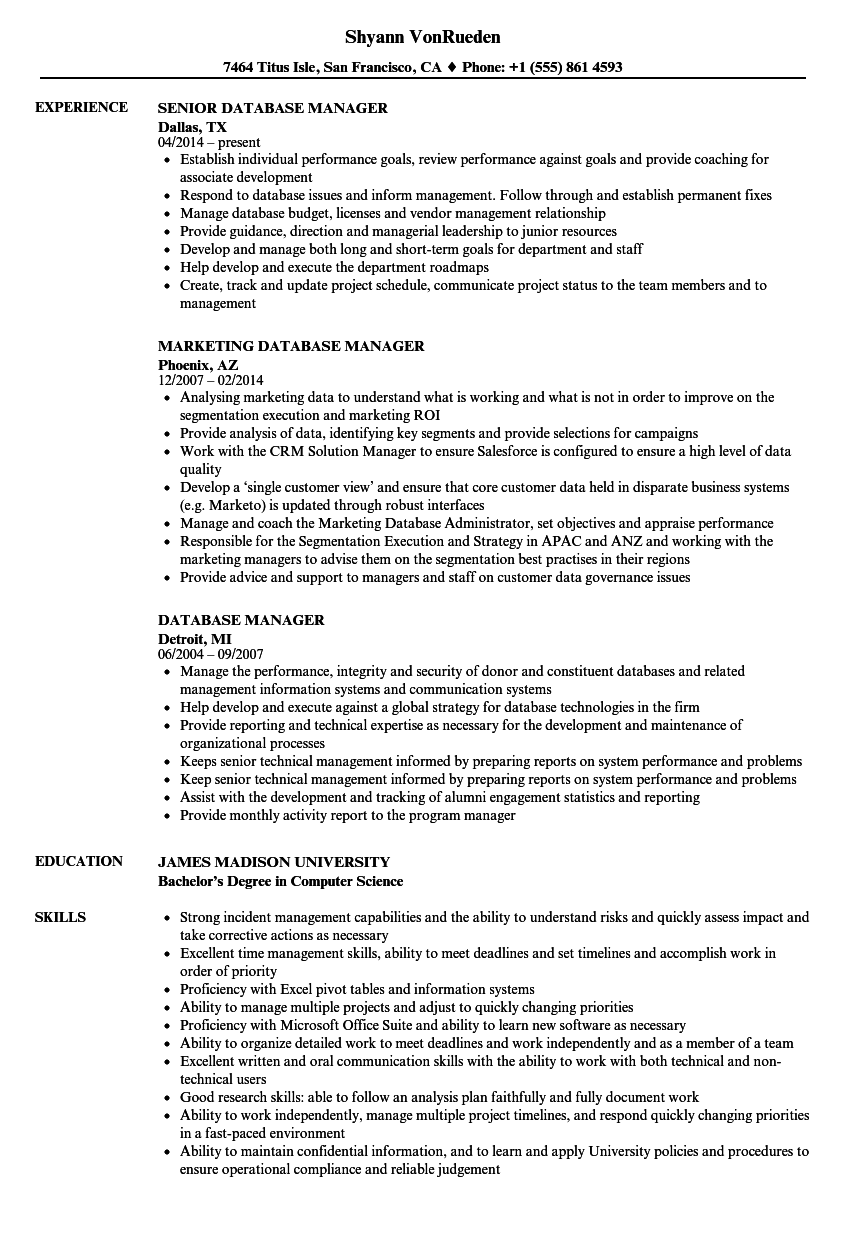 Shyann VonRueden
7464 Titus Isle, San Francisco, CA ♦ Phone: +1 (555) 861 4593
EXPERIENCE
SENIOR DATABASE MANAGER
Dallas, TX
04/2014 – present
• Establish individual performance goals, review performance against goals and provide coaching for
associate development
• Respond to database issues and inform management. Follow through and establish permanent fixes
• Manage database budget, licenses and vendor management relationship
• Provide guidance, direction and managerial leadership to junior resources
• Develop and manage both long and short-term goals for department and staff
• Help develop and execute the department roadmaps
• Create, track and update project schedule, communicate project status to the team members and to
management
MARKETING DATABASE MANAGER
Phoenix, AZ
12/2007 – 02/2014
• Analysing marketing data to understand what is working and what is not in order to improve on the
segmentation execution and marketing ROI
• Provide analysis of data, identifying key segments and provide selections for campaigns
• Work with the CRM Solution Manager to ensure Salesforce is configured to ensure a high level of data
quality
• Develop a ‘single customer view’ and ensure that core customer data held in disparate business systems
(e.g. Marketo) is updated through robust interfaces
• Manage and coach the Marketing Database Administrator, set objectives and appraise performance
• Responsible for the Segmentation Execution and Strategy in APAC and ANZ and working with the
marketing managers to advise them on the segmentation best practises in their regions
• Provide advice and support to managers and staff on customer data governance issues
DATABASE MANAGER
Detroit, MI
06/2004 – 09/2007
• Manage the performance, integrity and security of donor and constituent databases and related
management information systems and communication systems
• Help develop and execute against a global strategy for database technologies in the firm
• Provide reporting and technical expertise as necessary for the development and maintenance of
organizational processes
• Keeps senior technical management informed by preparing reports on system performance and problems
• Keep senior technical management informed by preparing reports on system performance and problems
• Assist with the development and tracking of alumni engagement statistics and reporting
• Provide monthly activity report to the program manager
EDUCATION
JAMES MADISON UNIVERSITY
Bachelor’s Degree in Computer Science
SKILLS
• Strong incident management capabilities and the ability to understand risks and quickly assess impact and
take corrective actions as necessary
• Excellent time management skills, ability to meet deadlines and set timelines and accomplish work in
order of priority
• Proficiency with Excel pivot tables and information systems
• Ability to manage multiple projects and adjust to quickly changing priorities
• Proficiency with Microsoft Office Suite and ability to learn new software as necessary
• Ability to organize detailed work to meet deadlines and work independently and as a member of a team
• Excellent written and oral communication skills with the ability to work with both technical and non-
technical users
• Good research skills: able to follow an analysis plan faithfully and fully document work
• Ability to work independently, manage multiple project timelines, and respond quickly changing priorities
in a fast-paced environment
• Ability to maintain confidential information, and to learn and apply University policies and procedures to
ensure operational compliance and reliable judgement